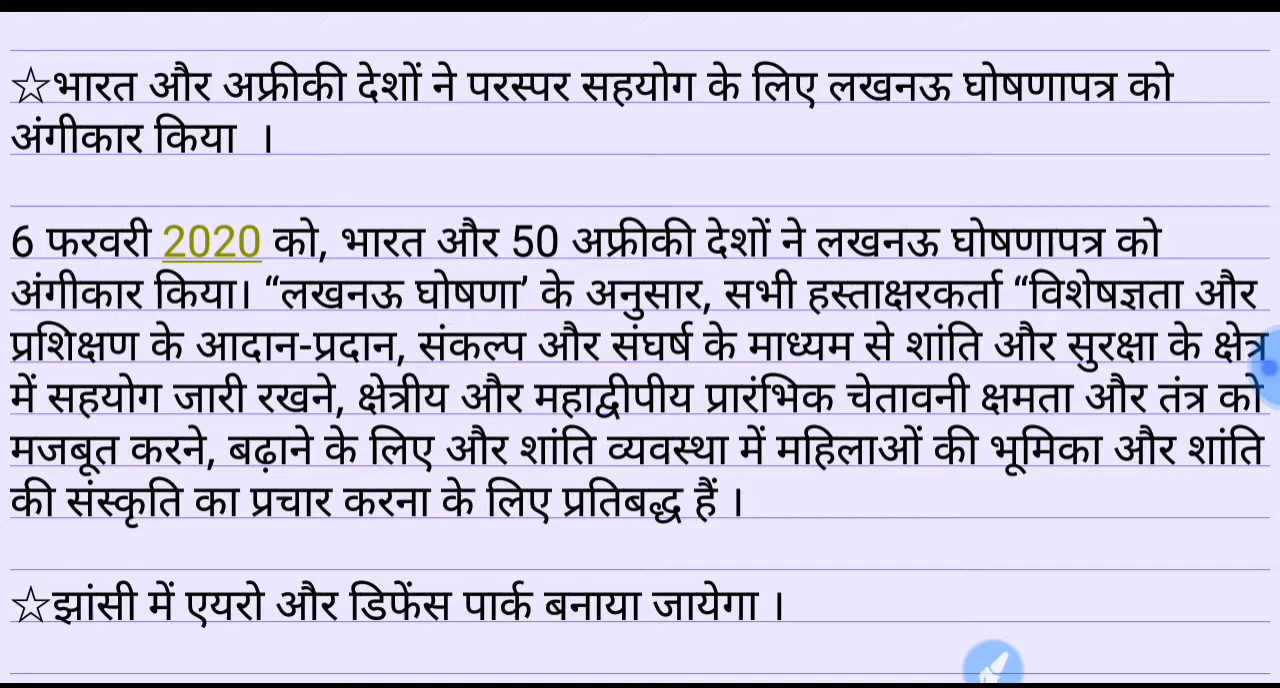 ☆भारत और अफ्रीकी देशों ने परस्पर सहयोग के लिए लखनऊ घोषणापत्र को
अंगीकार किया ।
6 फरवरी 2020 को, भारत और 50 अफ्रीकी देशों ने लखनऊ घोषणापत्र को
अंगीकार किया। “लखनऊ घोषणा’ के अनुसार, सभी हस्ताक्षरकर्ता “विशेषज्ञता और
प्रशिक्षण के आदान-प्रदान, संकल्प और संघर्ष के माध्यम से शांति और सुरक्षा के क्षेत्र
में सहयोग जारी रखने, क्षेत्रीय और महाद्वीपीय प्रारंभिक चेतावनी क्षमता और तंत्र को
मजबूत करने, बढ़ाने के लिए और शांति व्यवस्था में महिलाओं की भूमिका और शांति
की संस्कृति का प्रचार करना के लिए प्रतिबद्ध हैं ।
☆झांसी में एयरो और डिफेंस पार्क बनाया जायेगा ।